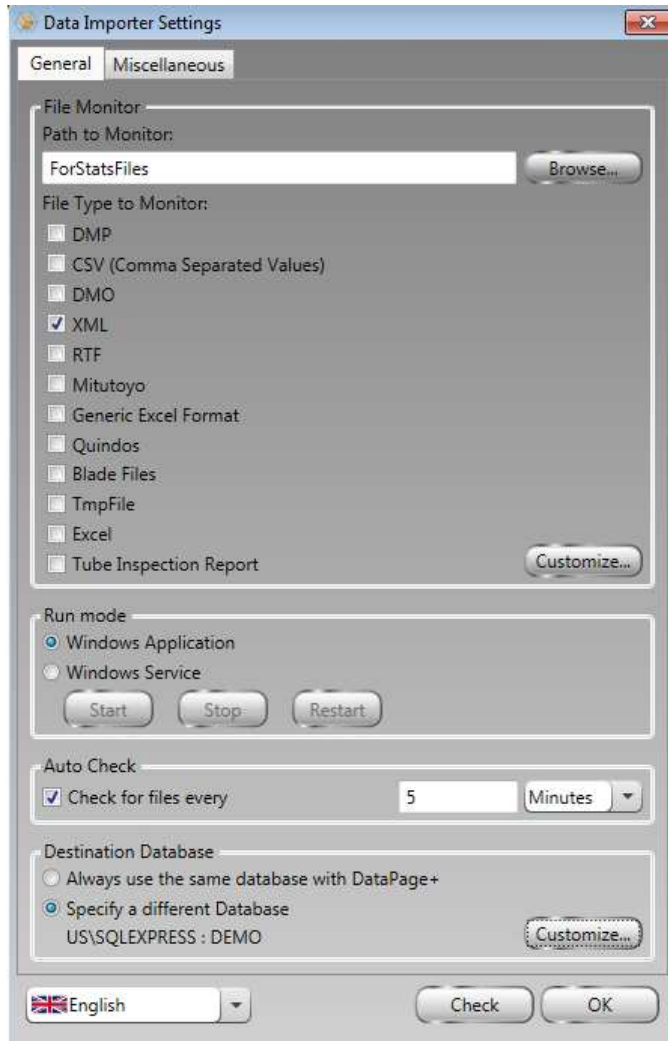 Data Importer Settings
General Miscellaneous
File Monitor
Path to Monitor:
ForStatsFiles Browse...
File Type to Monitor:
DMP
CSV (Comma Separated Values)
DMO
XML
RTF
Mitutoyo
Generic Excel Format
Quindos
Blade Files
TmpFile
Excel
Tube Inspection Report Customize...
Run mode
Windows Application
Windows Service
Start Stop Restart
Auto Check
Check for files every 5 Minutes
Destination Database
Always use the same database with DataPage+
Specify a different Database
US\SQLEXPRESS : DEMO Customize...
English Check OK